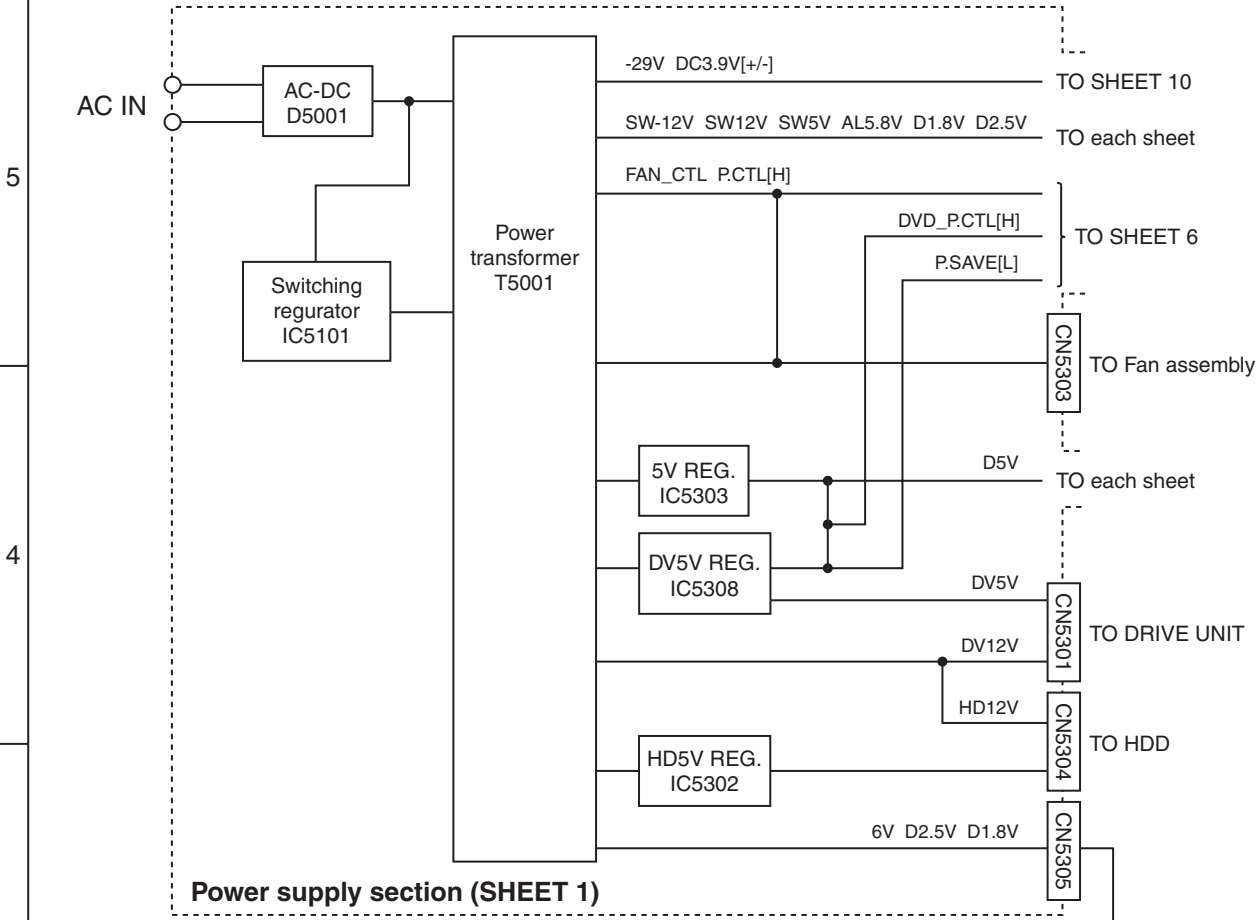 -29V DC3.9V[+/-]
TO SHEET 10
AC IN
AC-DC
D5001
SW-12V SW12V SW5V AL5.8V D1.8V D2.5V
TO each sheet
5
FAN_CTL P.CTL[H]
DVD_P.CTL[H]
TO SHEET 6
P.SAVE[L]
Power
transformer
T5001
Switching
regurator
IC5101
CN5303
TO Fan assembly
5V REG.
IC5303
D5V
TO each sheet
4
DV5V REG.
IC5308
DV5V
CN5301
TO DRIVE UNIT
DV12V
HD12V
CN5304
TO HDD
HD5V REG.
IC5302
6V D2.5V D1.8V
CN5305
Power supply section (SHEET 1)